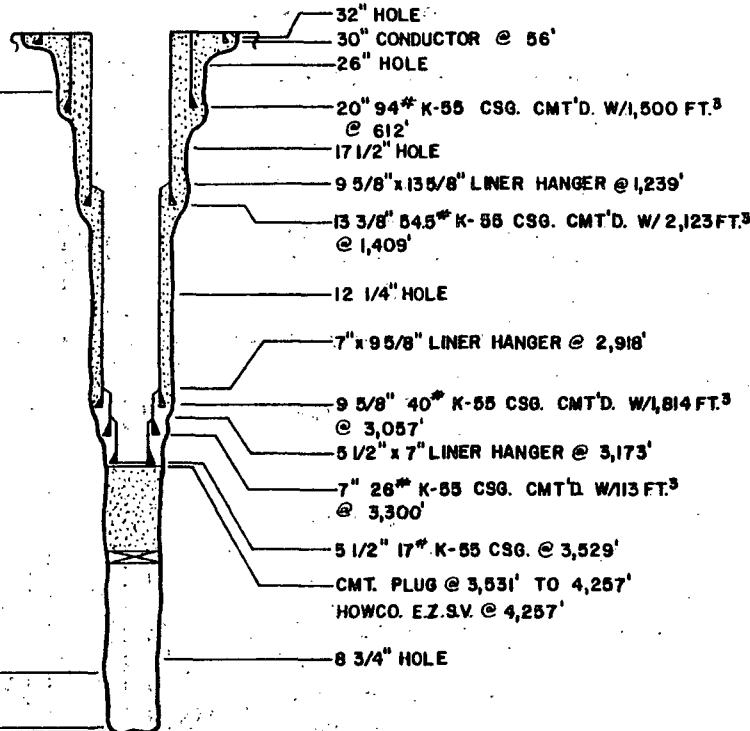 32" HOLE
30" CONDUCTOR @ 56'
26" HOLE
20" 94# K-55 CSG. CMT'D. W/1,500 FT.³
@ 612'
17 1/2" HOLE
9 5/8" x 13 5/8" LINER HANGER @ 1,239'
13 3/8" 54.5# K-55 CSG. CMT'D. W/ 2,123 FT.³
@ 1,409'
12 1/4" HOLE
7" x 9 5/8" LINER HANGER @ 2,918'
9 5/8" 40# K-55 CSG. CMT'D. W/1,814 FT.³
@ 3,057'
5 1/2" x 7" LINER HANGER @ 3,173'
7" 26# K-55 CSG. CMT'D. W/113 FT.³
@ 3,300'
5 1/2" 17# K-55 CSG. @ 3,529'
CMT. PLUG @ 3,531' TO 4,257'
HOWCO. E.Z.S.V. @ 4,257'
8 3/4" HOLE